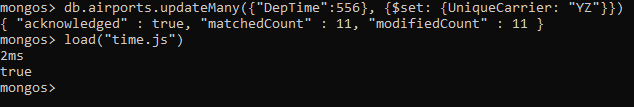 mongos> db.airports.updateMany({"DepTime":556}, {$set: {UniqueCarrier: "YZ"}})
{ "acknowledged" : true, "matchedCount" : 11, "modifiedCount" : 11 }
mongos> load("time.js")
2ms
true
mongos>